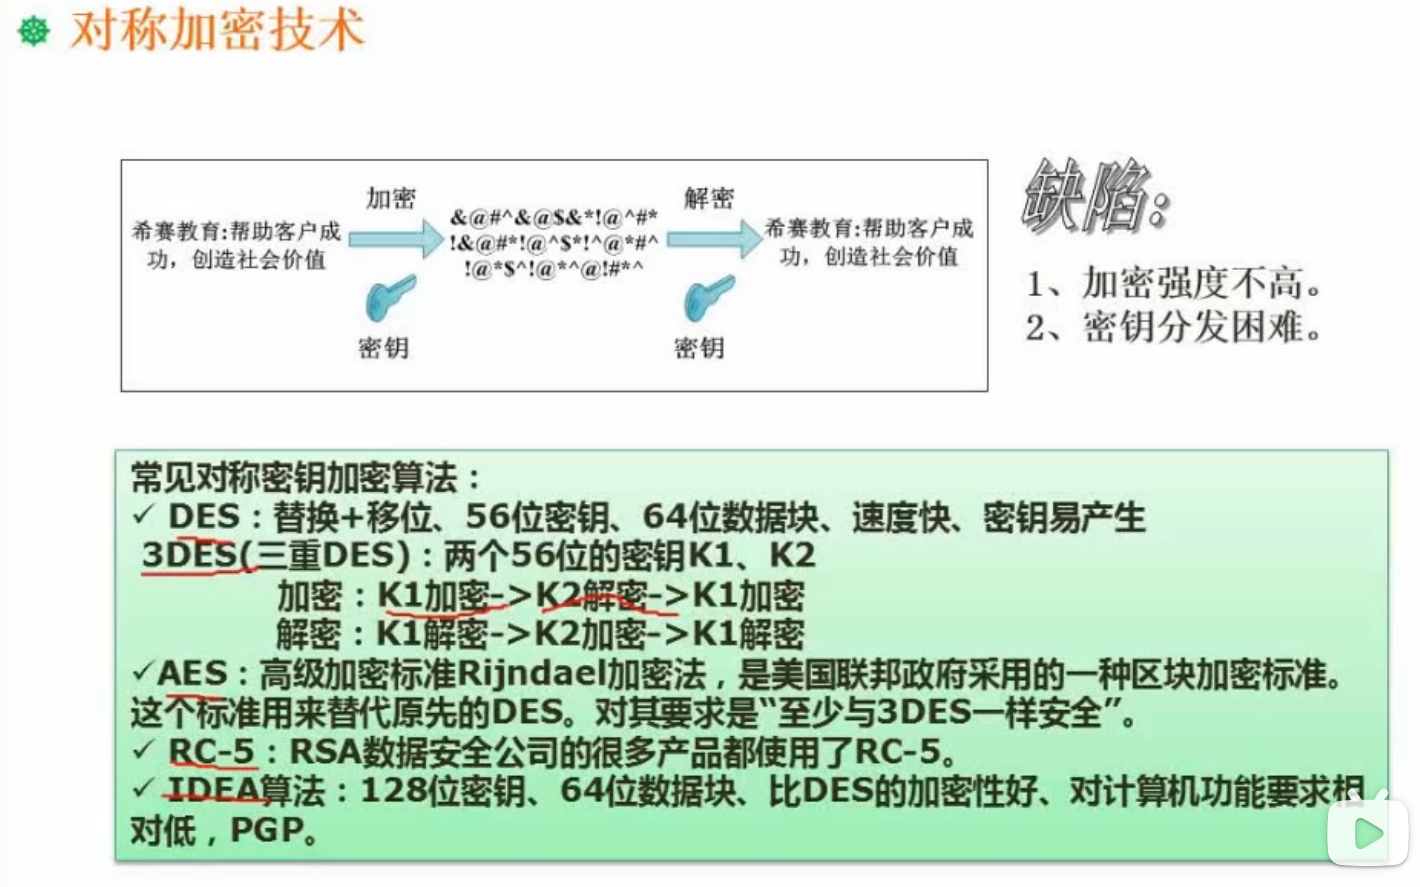 对称加密技术
加密
解密
希赛教育:帮助客户成
功，创造社会价值
&@#^&@$&*!@^#*
!&@#*!@^$*!^@*#^
!@*$^!@*^@!#*^
希赛教育:帮助客户成
功，创造社会价值
密钥
密钥
缺陷:
1、加密强度不高。
2、密钥分发困难。
常见对称密钥加密算法：
✓ DES：替换+移位、56位密钥、64位数据块、速度快、密钥易产生
3DES(三重DES)：两个56位的密钥K1、K2
加密：K1加密->K2解密->K1加密
解密：K1解密->K2加密->K1解密
✓AES：高级加密标准Rijndael加密法，是美国联邦政府采用的一种区块加密标准。
这个标准用来替代原先的DES。对其要求是“至少与3DES一样安全”。
✓ RC-5：RSA数据安全公司的很多产品都使用了RC-5。
✓ IDEA算法：128位密钥、64位数据块、比DES的加密性好、对计算机功能要求相
对低，PGP。